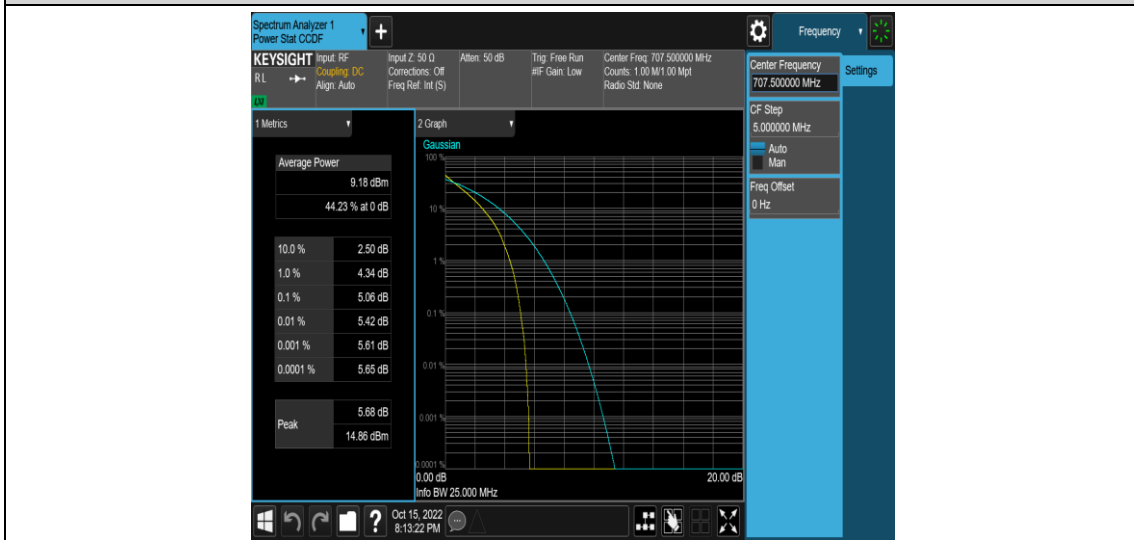 Spectrum Analyzer 1
Power Stat CCDF
+
Frequency
KEYSIGHT
RL
LNI
Input: RF
Coupling: DC
Align: Auto
Input Z: 50 Ω
Corrections: Off
Freq Ref: Int (S)
Atten: 50 dB
Trig: Free Run
#IF Gain: Low
Center Freq: 707.500000 MHz
Counts: 1.00 M/1.00 Mpt
Radio Std: None
Center Frequency
707.500000 MHz
Settings
CF Step
5.000000 MHz
Auto
Man
Freq Offset
0 Hz
1 Metrics
Average Power
9.18 dBm
44.23 % at 0 dB
10.0 % 2.50 dB
1.0 % 4.34 dB
0.1 % 5.06 dB
0.01 % 5.42 dB
0.001 % 5.61 dB
0.0001 % 5.65 dB
Peak
5.68 dB
14.86 dBm
2 Graph
Gaussian
100 %
10 %
1 %
0.1 %
0.01 %
0.001 %
0.0001 %
0.00 dB 20.00 dB
Info BW 25.000 MHz
?
Oct 15, 2022
8:13:22 PM